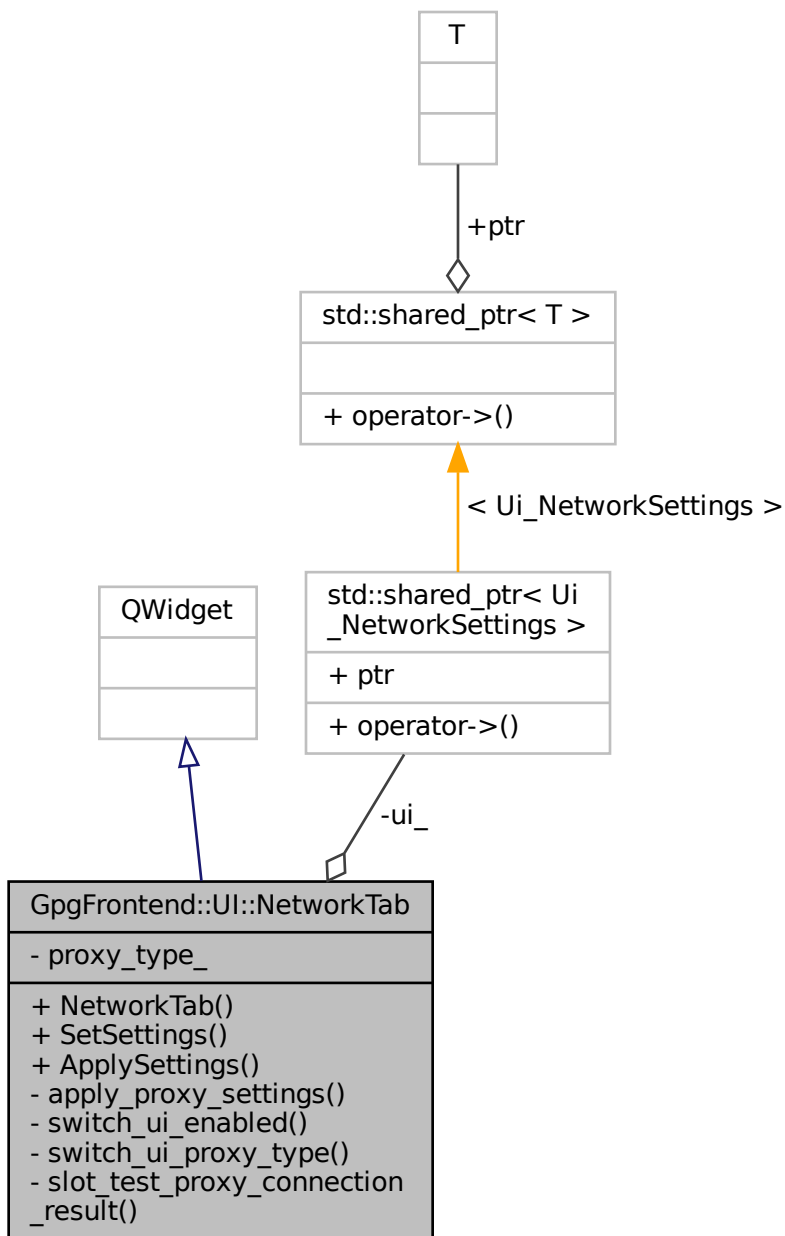 T
+ptr
std::shared_ptr< T >
+ operator->()
< Ui_NetworkSettings >
QWidget
std::shared_ptr< Ui
_NetworkSettings >
+ ptr
+ operator->()
-ui_
GpgFrontend::UI::NetworkTab
- proxy_type_
+ NetworkTab()
+ SetSettings()
+ ApplySettings()
- apply_proxy_settings()
- switch_ui_enabled()
- switch_ui_proxy_type()
- slot_test_proxy_connection
_result()